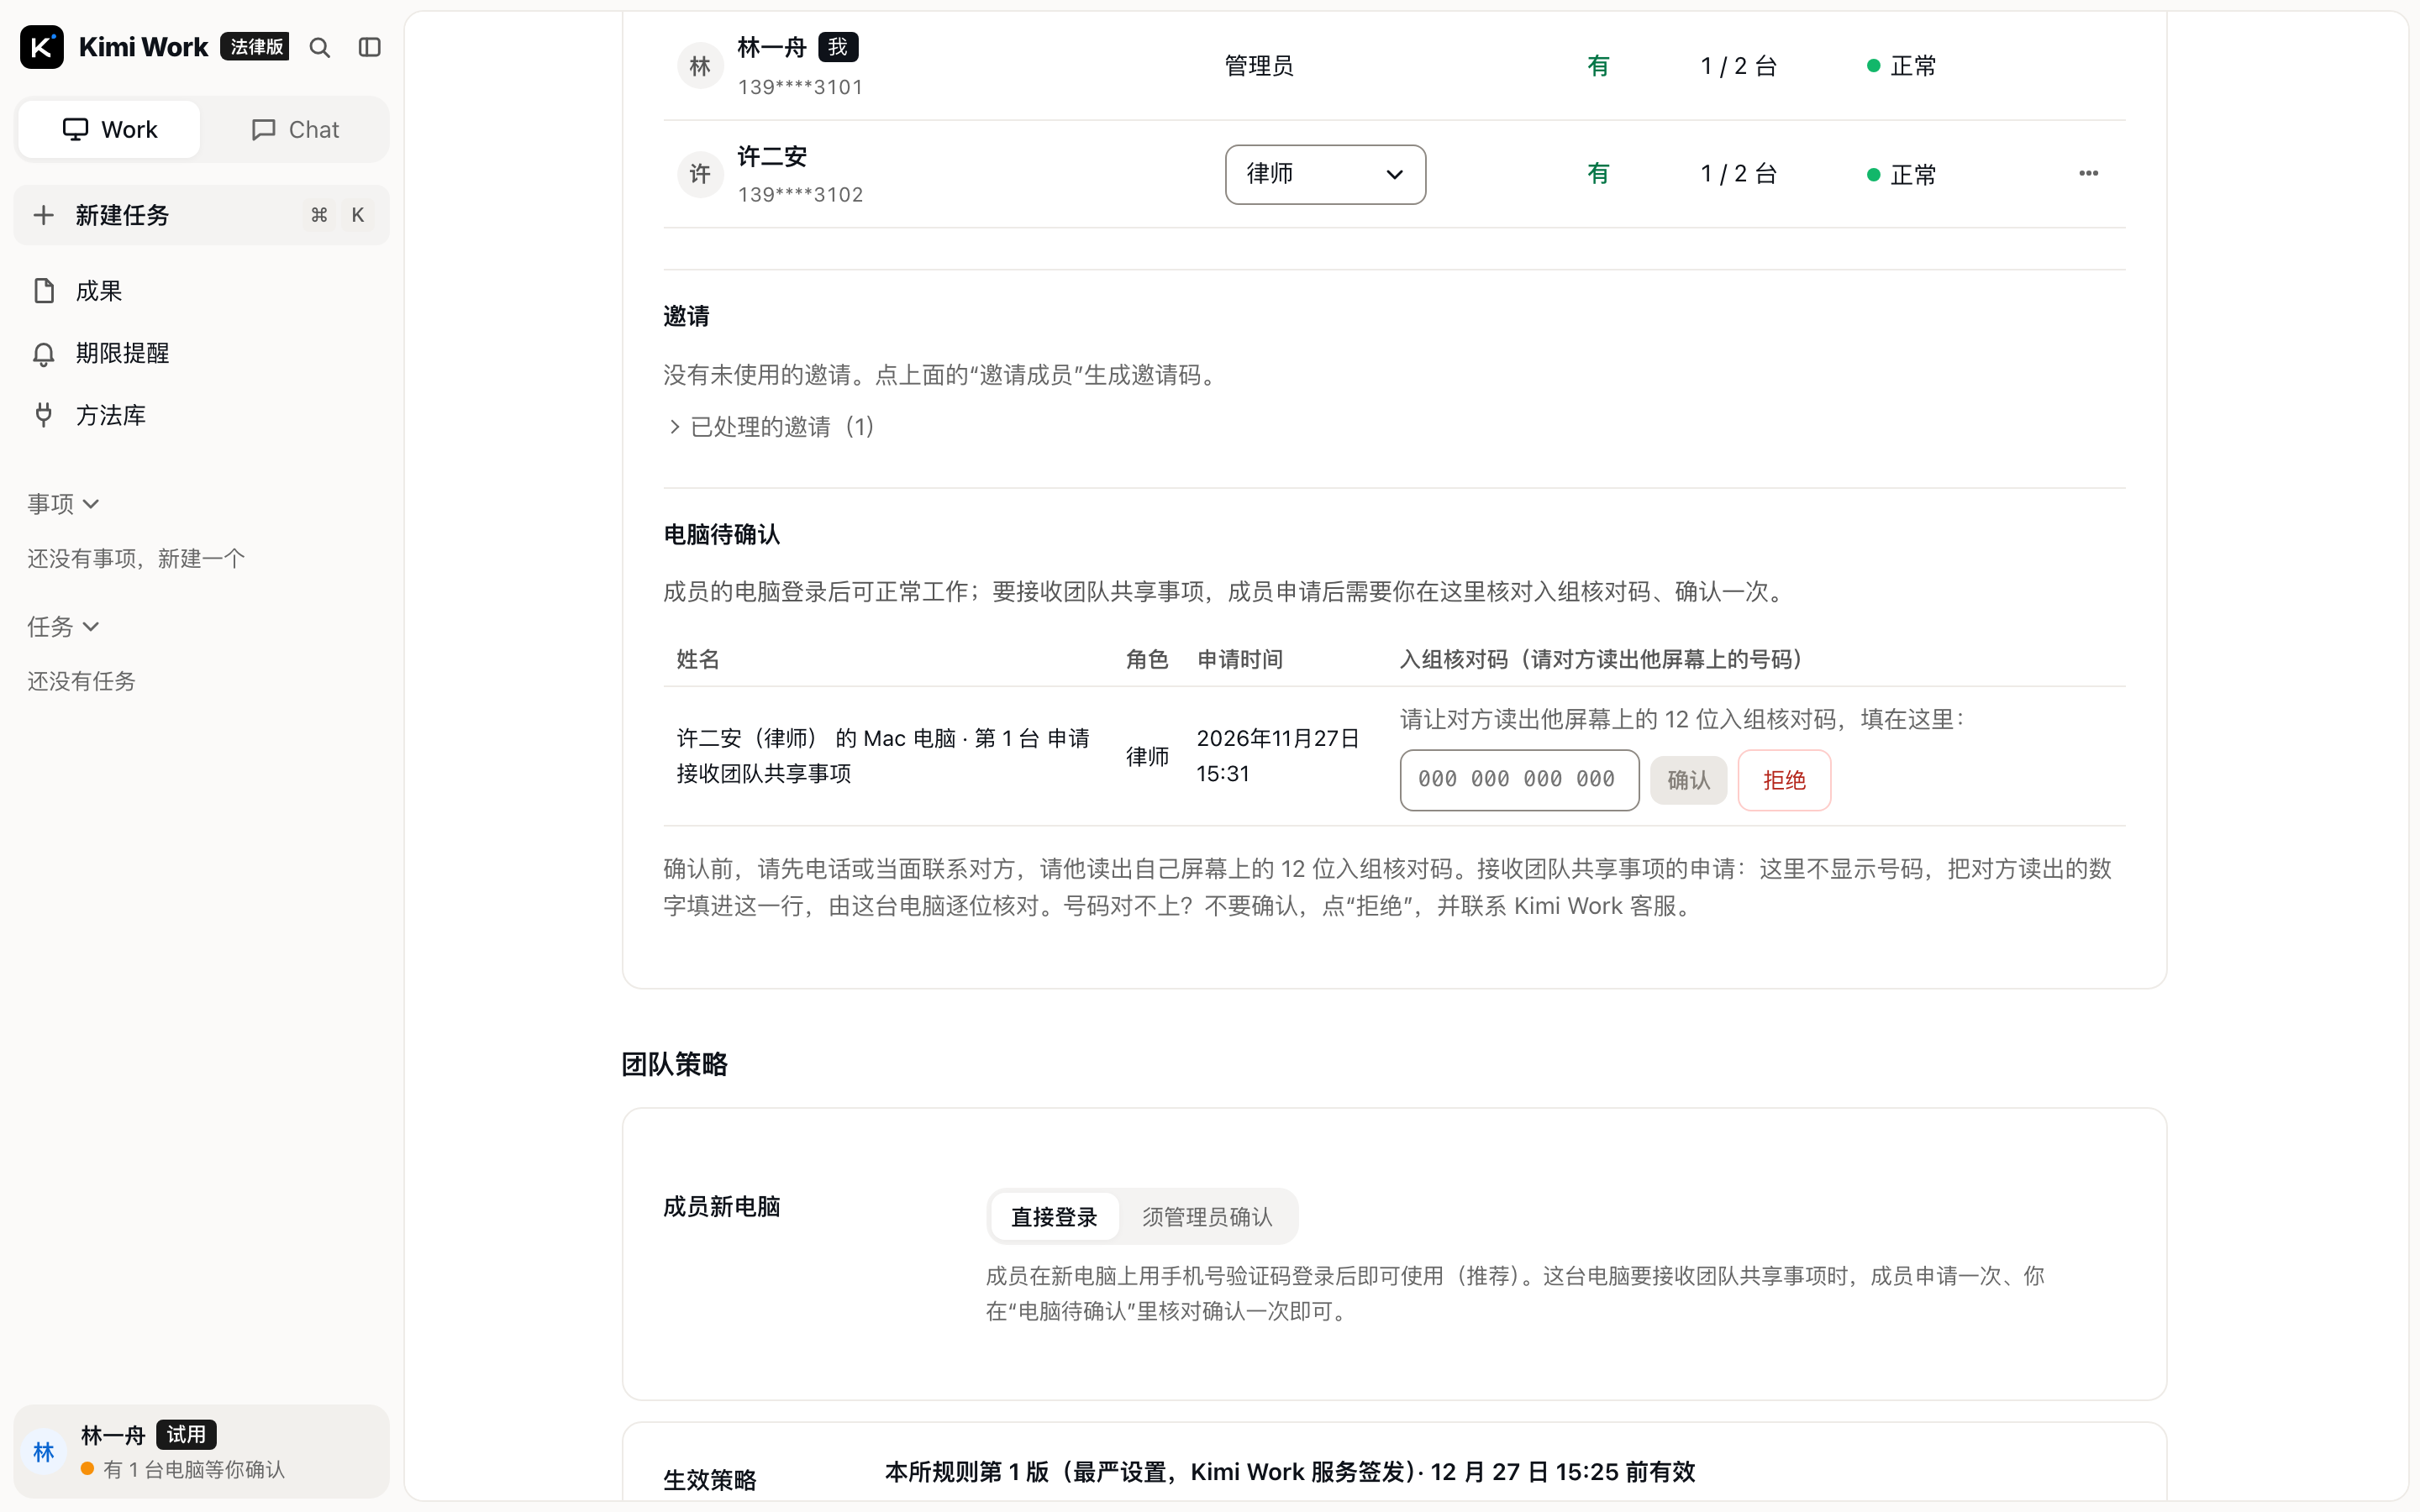 Kimi Work 法律版
Work
Chat
新建任务 ⌘ K
成果
期限提醒
方法库
事项
还没有事项，新建一个
任务
还没有任务
林
林一舟 试用
有 1 台电脑等你确认
林
林一舟 我
139****3101
管理员
有
1 / 2 台
正常
许
许二安
139****3102
律师
有
1 / 2 台
正常
邀请
没有未使用的邀请。点上面的“邀请成员”生成邀请码。
已处理的邀请（1）
电脑待确认
成员的电脑登录后可正常工作；要接收团队共享事项，成员申请后需要你在这里核对入组核对码、确认一次。
姓名 角色 申请时间 入组核对码（请对方读出他屏幕上的号码）
许二安（律师） 的 Mac 电脑 · 第 1 台 申请
接收团队共享事项
律师
2026年11月27日
15:31
请让对方读出他屏幕上的 12 位入组核对码，填在这里：
000 000 000 000 确认 拒绝
确认前，请先电话或当面联系对方，请他读出自己屏幕上的 12 位入组核对码。接收团队共享事项的申请：这里不显示号码，把对方读出的数
字填进这一行，由这台电脑逐位核对。号码对不上？不要确认，点“拒绝”，并联系 Kimi Work 客服。
团队策略
成员新电脑
直接登录 须管理员确认
成员在新电脑上用手机号验证码登录后即可使用（推荐）。这台电脑要接收团队共享事项时，成员申请一次、你
在“电脑待确认”里核对确认一次即可。
生效策略
本所规则第 1 版（最严设置，Kimi Work 服务签发）· 12 月 27 日 15:25 前有效